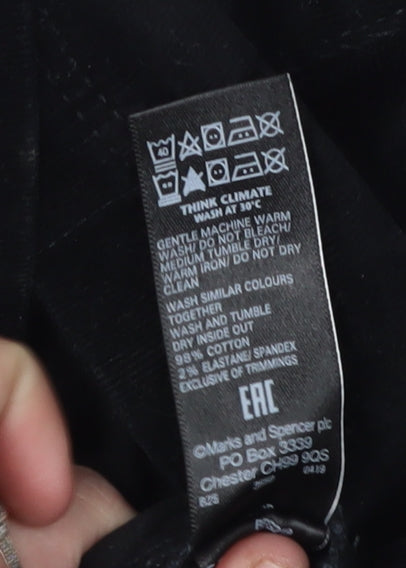 40
THINK CLIMATE
WASH AT 30°C
GENTLE MACHINE WARM
WASH/ DO NOT BLEACH/
MEDIUM TUMBLE DRY/
WARM IRON/ DO NOT DRY
CLEAN
WASH SIMILAR COLOURS
TOGETHER
WASH AND TUMBLE
DRY INSIDE OUT
98% COTTON
2% ELASTANE/ SPANDEX
EXCLUSIVE OF TRIMMINGS
EAC
©Marks and Spencer plc
PO Box 3339
Chester CH99 9QS
0419